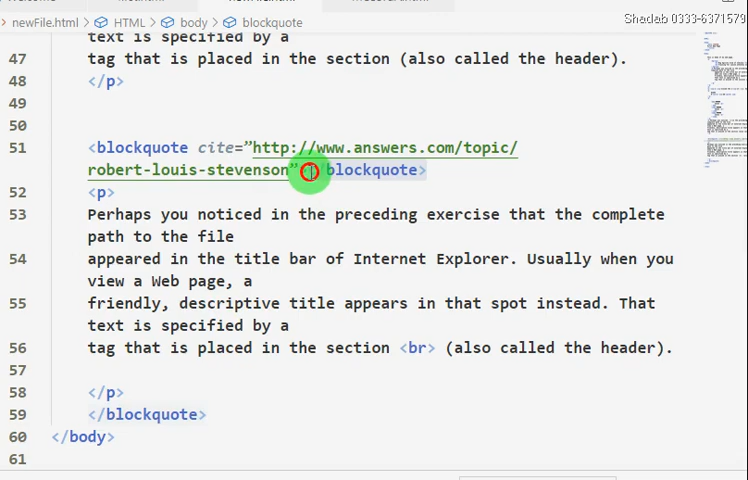 newFile.html > HTML > body > blockquote
Shadab 0333-6371579
text is specified by a
47 tag that is placed in the section (also called the header).
48 </p>
49
50
51 <blockquote cite=”http://www.answers.com/topic/
robert-louis-stevenson” blockquote>
52 <p>
53 Perhaps you noticed in the preceding exercise that the complete
path to the file
54 appeared in the title bar of Internet Explorer. Usually when you
view a Web page, a
55 friendly, descriptive title appears in that spot instead. That
text is specified by a
56 tag that is placed in the section <br> (also called the header).
57
58 </p>
59 </blockquote>
60 </body>
61